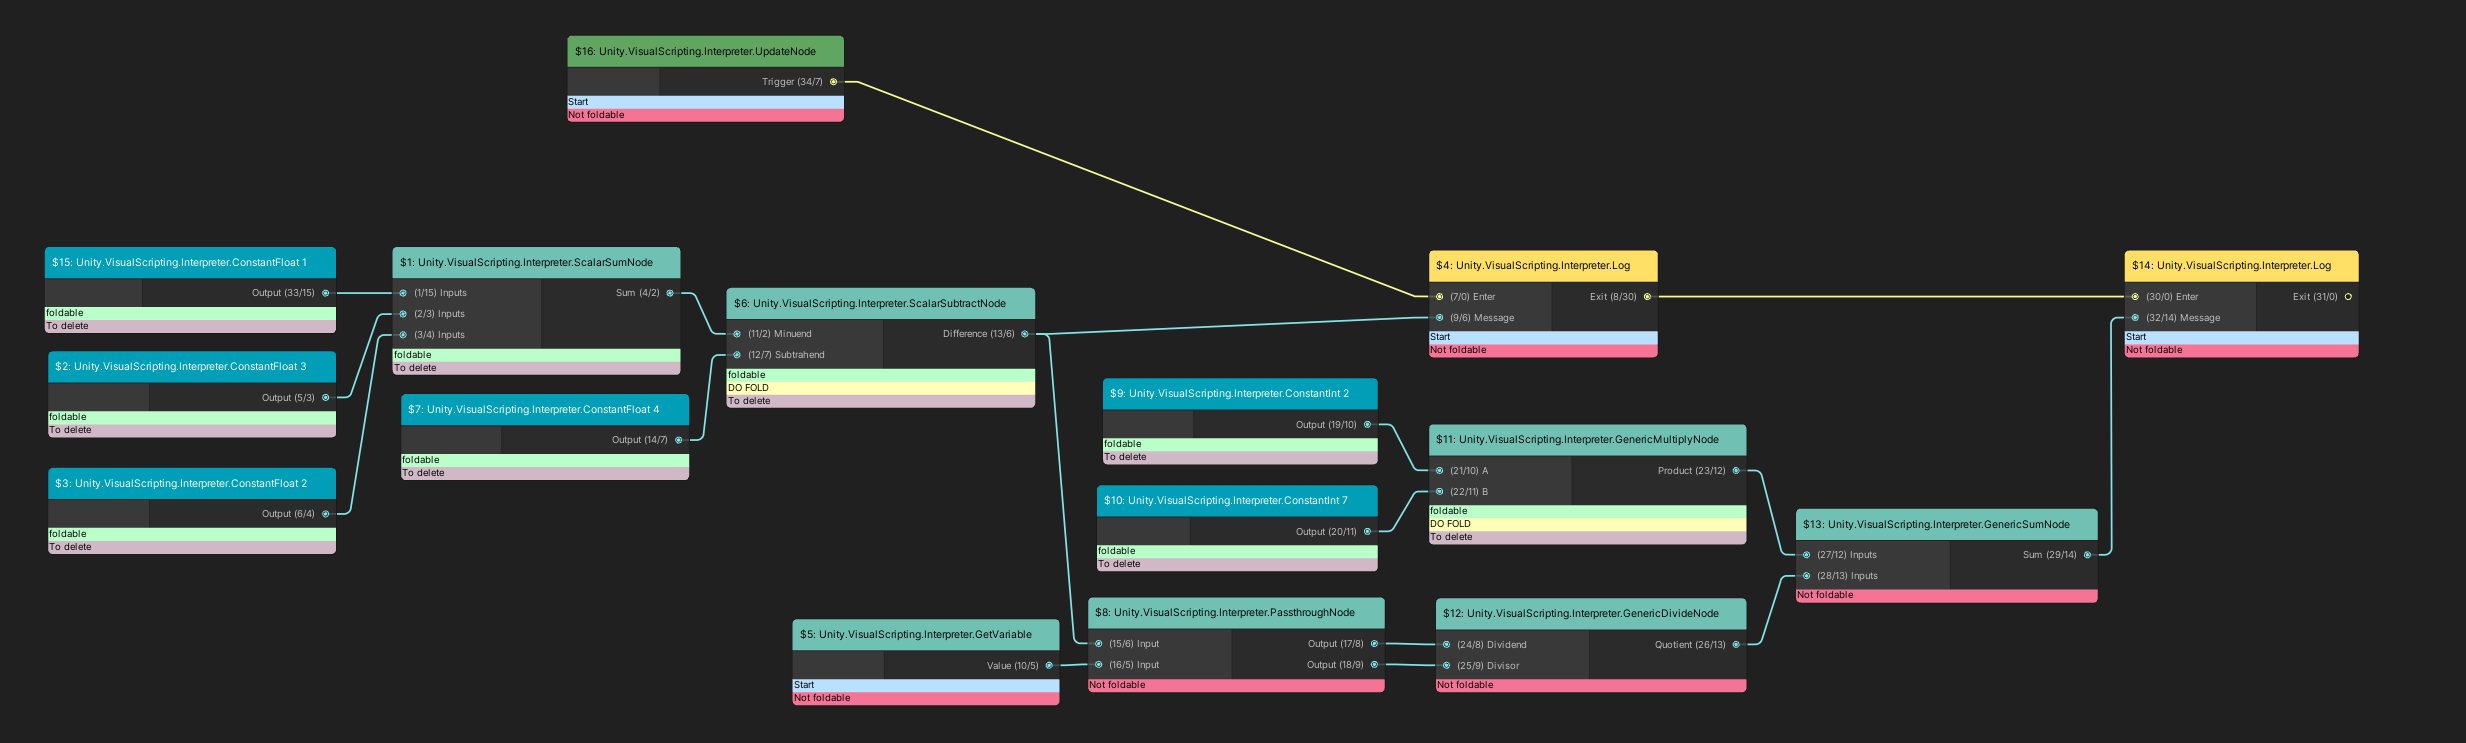 $16: Unity.VisualScripting.Interpreter.UpdateNode
Trigger (34/7)
Start
Not foldable
$15: Unity.VisualScripting.Interpreter.ConstantFloat 1
Output (33/15)
foldable
To delete
$2: Unity.VisualScripting.Interpreter.ConstantFloat 3
Output (5/3)
foldable
To delete
$3: Unity.VisualScripting.Interpreter.ConstantFloat 2
Output (6/4)
foldable
To delete
$1: Unity.VisualScripting.Interpreter.ScalarSumNode
(1/15) Inputs Sum (4/2)
(2/3) Inputs
(3/4) Inputs
foldable
To delete
$7: Unity.VisualScripting.Interpreter.ConstantFloat 4
Output (14/7)
foldable
To delete
$6: Unity.VisualScripting.Interpreter.ScalarSubtractNode
(11/2) Minuend Difference (13/6)
(12/7) Subtrahend
foldable
DO FOLD
To delete
$5: Unity.VisualScripting.Interpreter.GetVariable
Value (10/5)
Start
Not foldable
$4: Unity.VisualScripting.Interpreter.Log
(7/0) Enter Exit (8/30)
(9/6) Message
Start
Not foldable
$9: Unity.VisualScripting.Interpreter.ConstantInt 2
Output (19/10)
foldable
To delete
$10: Unity.VisualScripting.Interpreter.ConstantInt 7
Output (20/11)
foldable
To delete
$8: Unity.VisualScripting.Interpreter.PassthroughNode
(15/6) Input Output (17/8)
(16/5) Input Output (18/9)
Not foldable
$11: Unity.VisualScripting.Interpreter.GenericMultiplyNode
(21/10) A Product (23/12)
(22/11) B
foldable
DO FOLD
To delete
$12: Unity.VisualScripting.Interpreter.GenericDivideNode
(24/8) Dividend Quotient (26/13)
(25/9) Divisor
Not foldable
$13: Unity.VisualScripting.Interpreter.GenericSumNode
(27/12) Inputs Sum (29/14)
(28/13) Inputs
Not foldable
$14: Unity.VisualScripting.Interpreter.Log
(30/0) Enter Exit (31/0)
(32/14) Message
Start
Not foldable